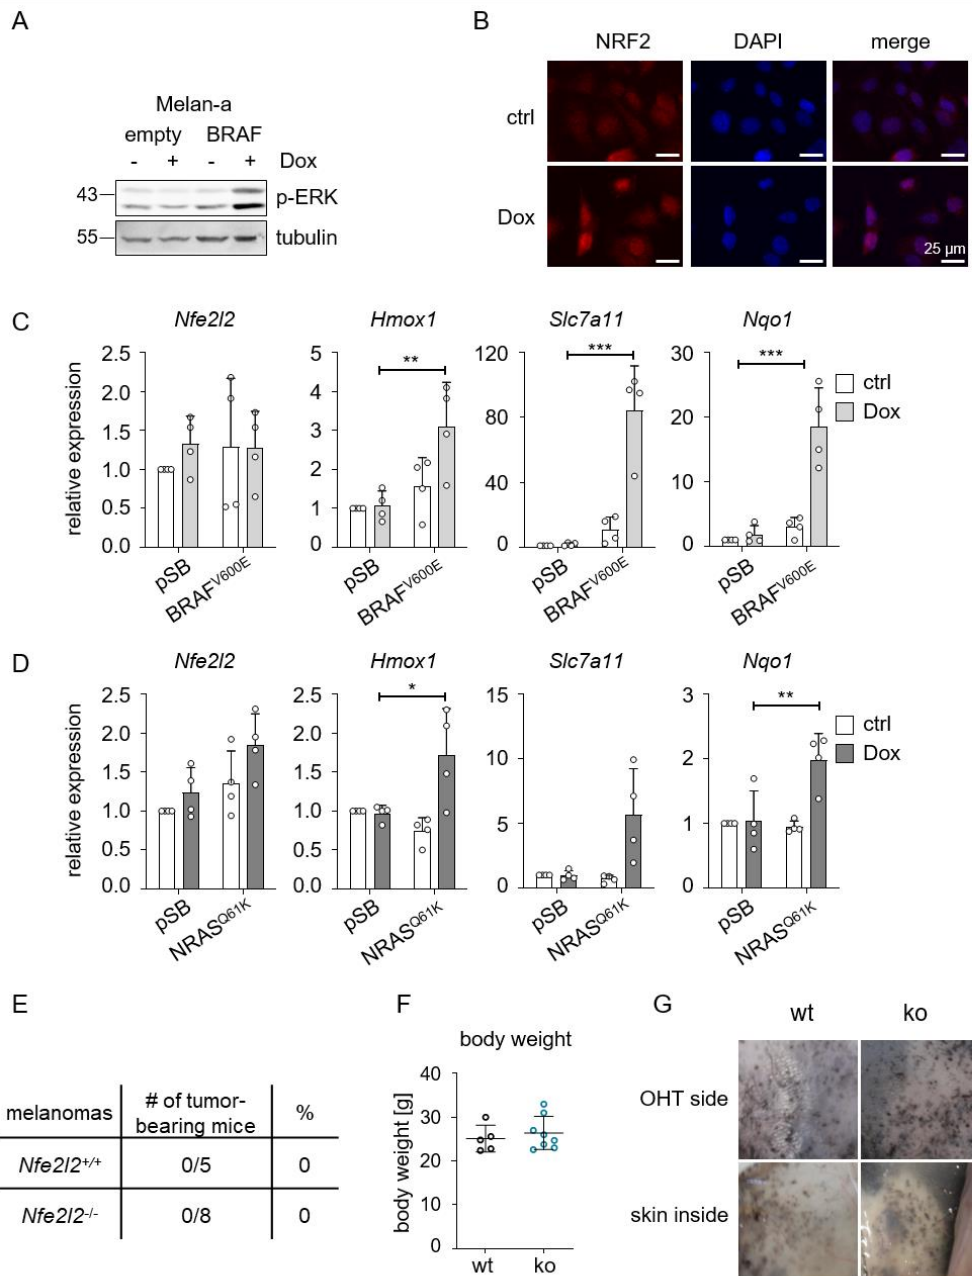 A
Melan-a
empty BRAF
- + - + Dox
43 p-ERK
55 tubulin
B
NRF2 DAPI merge
ctrl
Dox
25 µm
C
Nfe2l2 Hmox1 Slc7a11 Nqo1
relative expression
2.5
2.0
1.5
1.0
0.5
0.0
pSB
BRAFV600E
5
4
3
2
1
0
**
pSB
BRAFV600E
120
80
40
0
***
pSB
BRAFV600E
30
20
10
0
***
pSB
BRAFV600E
ctrl
Dox
D
Nfe2l2 Hmox1 Slc7a11 Nqo1
relative expression
2.5
2.0
1.5
1.0
0.5
0.0
pSB
NRASQ61K
2.5
2.0
1.5
1.0
0.5
0.0
*
pSB
NRASQ61K
15
10
5
0
pSB
NRASQ61K
3
2
1
0
**
pSB
NRASQ61K
ctrl
Dox
E
melanomas # of tumor- %
bearing mice
Nfe2l2+/+ 0/5 0
Nfe2l2-/- 0/8 0
F
body weight
body weight [g]
40
30
20
10
0
wt ko
G
wt ko
OHT side
skin inside